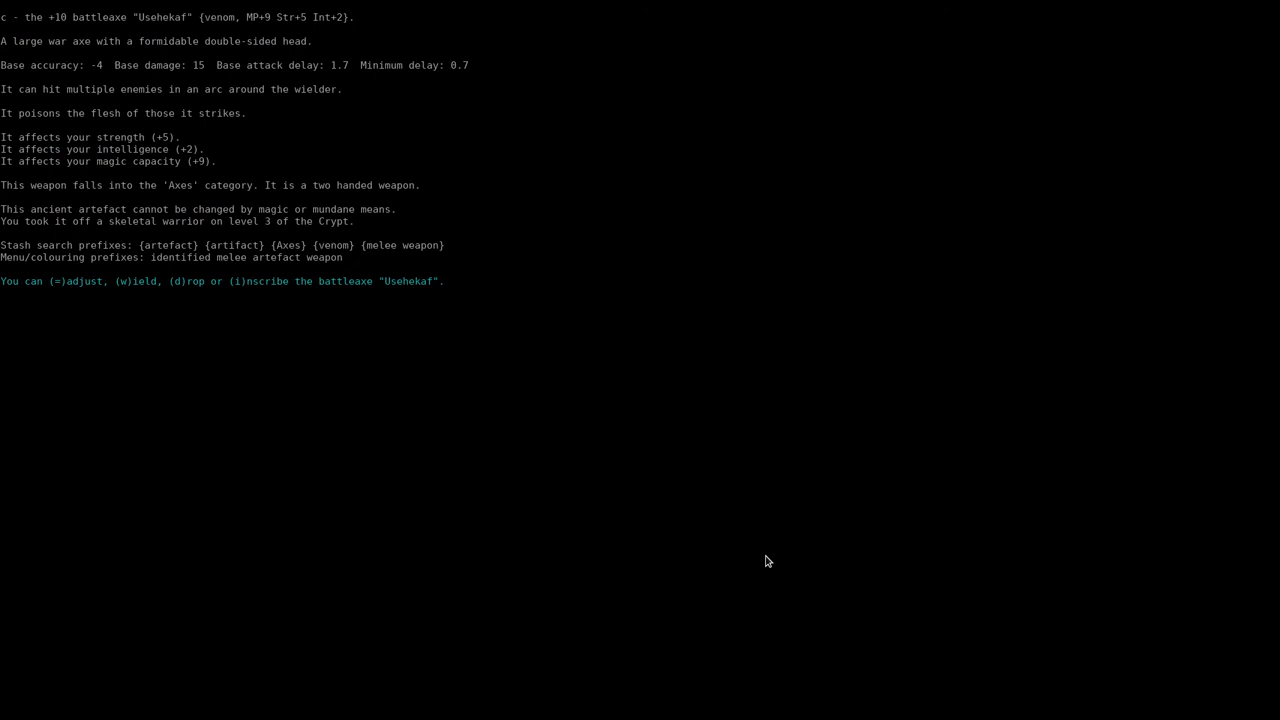 c - the +10 battleaxe "Usehekaf" {venom, MP+9 Str+5 Int+2}.
A large war axe with a formidable double-sided head.
Base accuracy: -4  Base damage: 15  Base attack delay: 1.7  Minimum delay: 0.7
It can hit multiple enemies in an arc around the wielder.
It poisons the flesh of those it strikes.
It affects your strength (+5).
It affects your intelligence (+2).
It affects your magic capacity (+9).
This weapon falls into the 'Axes' category. It is a two handed weapon.
This ancient artefact cannot be changed by magic or mundane means.
You took it off a skeletal warrior on level 3 of the Crypt.
Stash search prefixes: {artefact} {artifact} {Axes} {venom} {melee weapon}
Menu/colouring prefixes: identified melee artefact weapon
You can (=)adjust, (w)ield, (d)rop or (i)nscribe the battleaxe "Usehekaf".